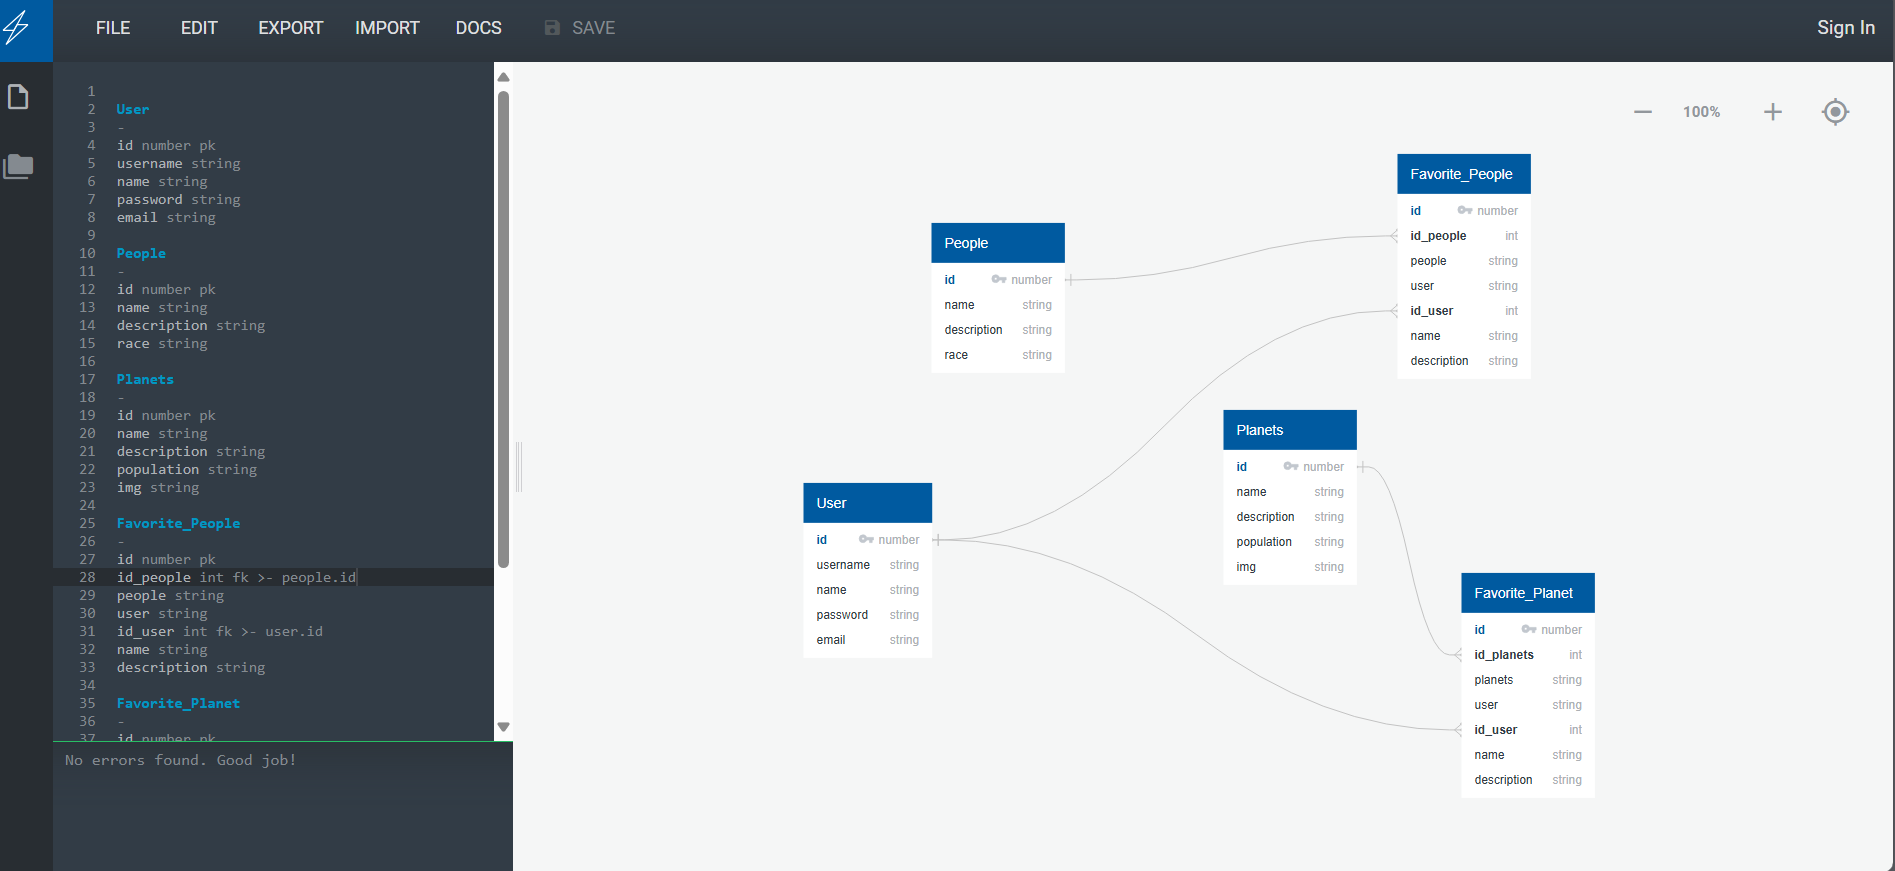 FILE EDIT EXPORT IMPORT DOCS SAVE Sign In
1
2 User
3 -
4 id number pk
5 username string
6 name string
7 password string
8 email string
9
10 People
11 -
12 id number pk
13 name string
14 description string
15 race string
16
17 Planets
18 -
19 id number pk
20 name string
21 description string
22 population string
23 img string
24
25 Favorite_People
26 -
27 id number pk
28 id_people int fk >- people.id
29 people string
30 user string
31 id_user int fk >- user.id
32 name string
33 description string
34
35 Favorite_Planet
36 -
37 id number pk
No errors found. Good job!
100%
People
id number
name string
description string
race string
Favorite_People
id number
id_people int
people string
user string
id_user int
name string
description string
User
id number
username string
name string
password string
email string
Planets
id number
name string
description string
population string
img string
Favorite_Planet
id number
id_planets int
planets string
user string
id_user int
name string
description string